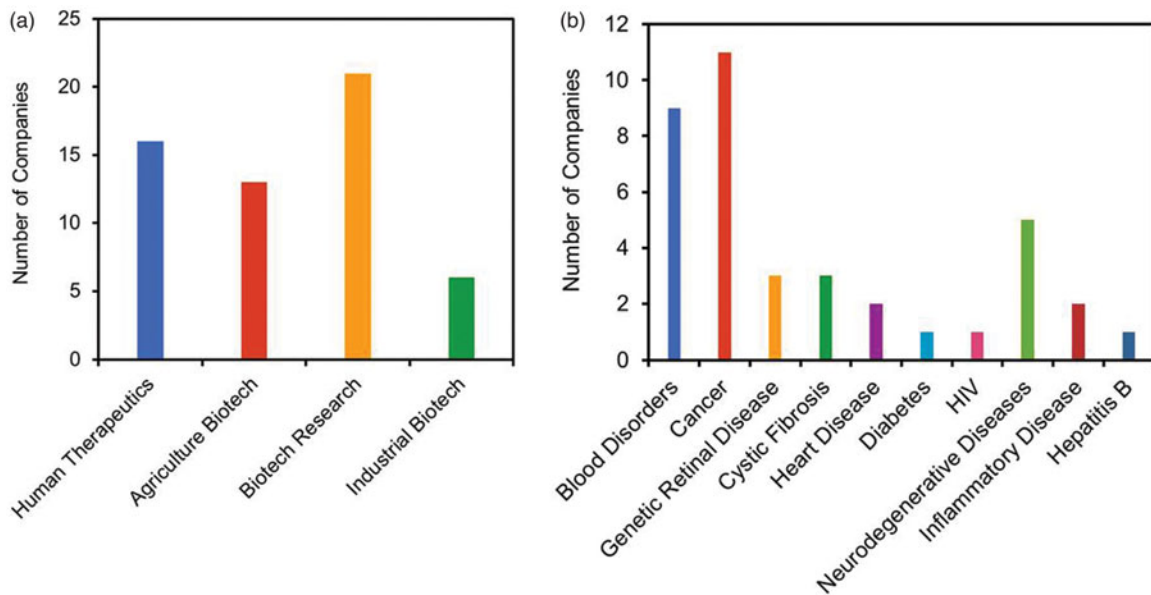 (a)
Number of Companies
25
20
15
10
5
0
Human Therapeutics
Agriculture Biotech
Biotech Research
Industrial Biotech
(b)
Number of Companies
12
10
8
6
4
2
0
Blood Disorders
Cancer
Genetic Retinal Disease
Cystic Fibrosis
Heart Disease
Diabetes
HIV
Neurodegenerative Diseases
Inflammatory Disease
Hepatitis B